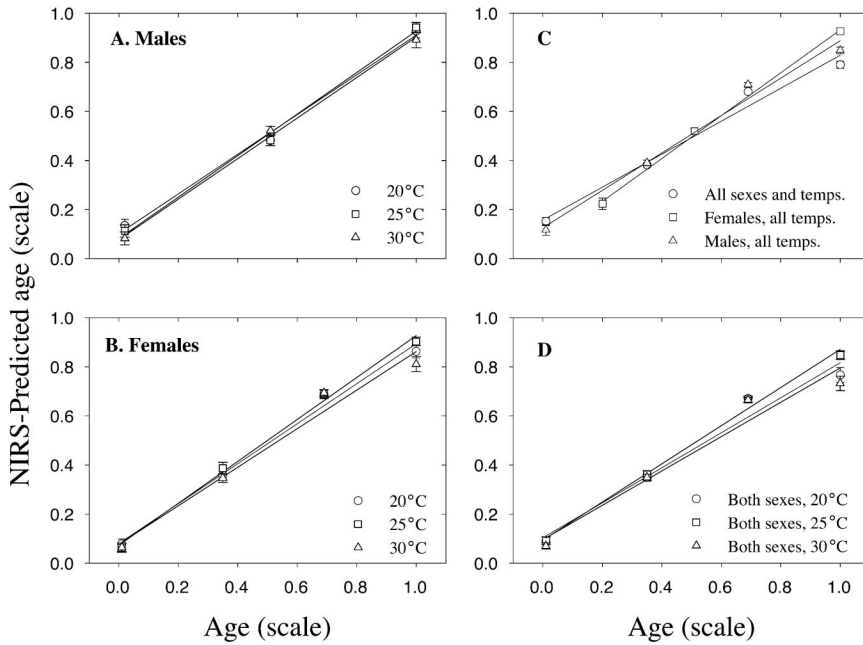 NIRS-Predicted age (scale)
A. Males
1.0
0.8
0.6
0.4
0.2
0.0
20°C
25°C
30°C
C
1.0
0.8
0.6
0.4
0.2
0.0
All sexes and temps.
Females, all temps.
Males, all temps.
B. Females
1.0
0.8
0.6
0.4
0.2
0.0
20°C
25°C
30°C
0.0 0.2 0.4 0.6 0.8 1.0
Age (scale)
D
1.0
0.8
0.6
0.4
0.2
0.0
Both sexes, 20°C
Both sexes, 25°C
Both sexes, 30°C
0.0 0.2 0.4 0.6 0.8 1.0
Age (scale)